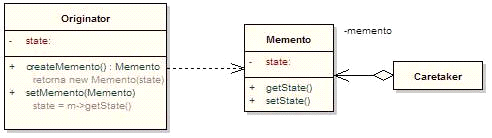 Originator
- state:
+ createMemento() : Memento
retorna new Memento(state)
+ setMemento(Memento)
state = m->getState()
Memento
- state:
+ getState()
+ setState()
-memento
Caretaker